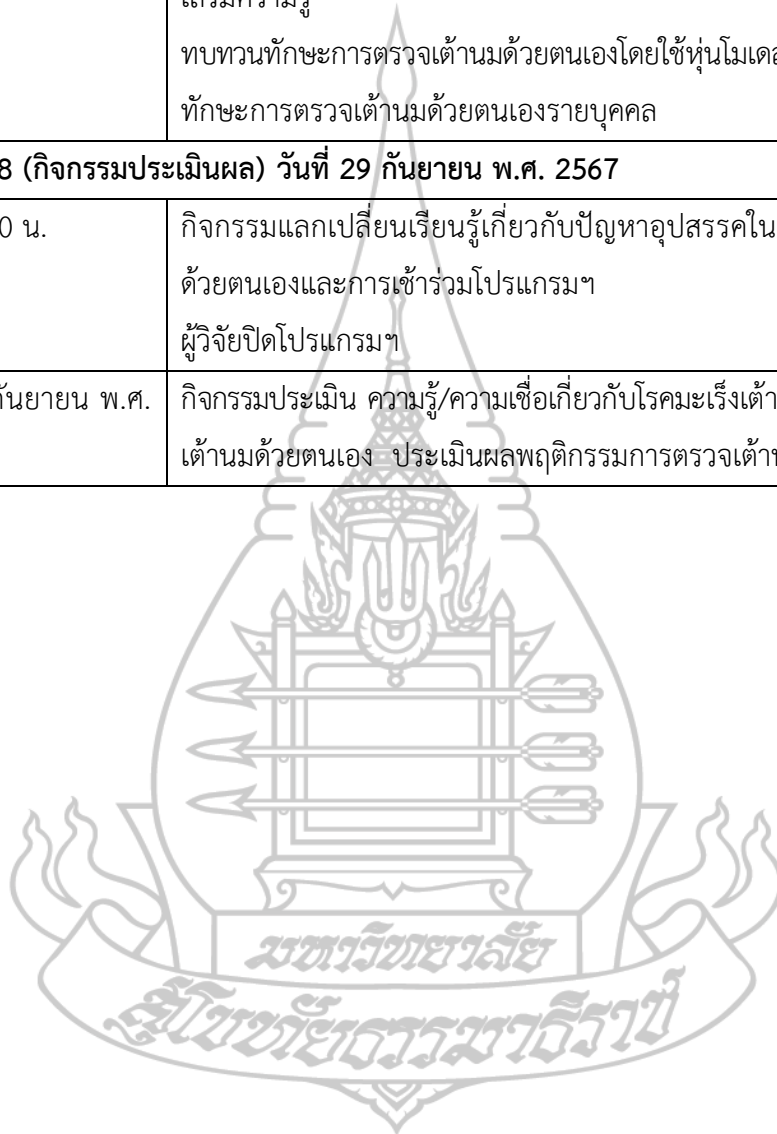 เสริมความรู้
ทบทวนทักษะการตรวจเต้านมด้วยตนเองโดยใช้หุ่นโมเดล
ทักษะการตรวจเต้านมด้วยตนเองรายบุคคล
8 (กิจกรรมประเมินผล) วันที่ 29 กันยายน พ.ศ. 2567
0 น.
กิจกรรมแลกเปลี่ยนเรียนรู้เกี่ยวกับปัญหาอุปสรรคใน
ด้วยตนเองและการเข้าร่วมโปรแกรมฯ
ผู้วิจัยปิดโปรแกรมฯ
กันยายน พ.ศ.
กิจกรรมประเมิน ความรู้/ความเชื่อเกี่ยวกับโรคมะเร็งเต้า
เต้านมด้วยตนเอง ประเมินผลพฤติกรรมการตรวจเต้าน
มหาวิทยาลัย
สุโขทัยธรรมาธิราช